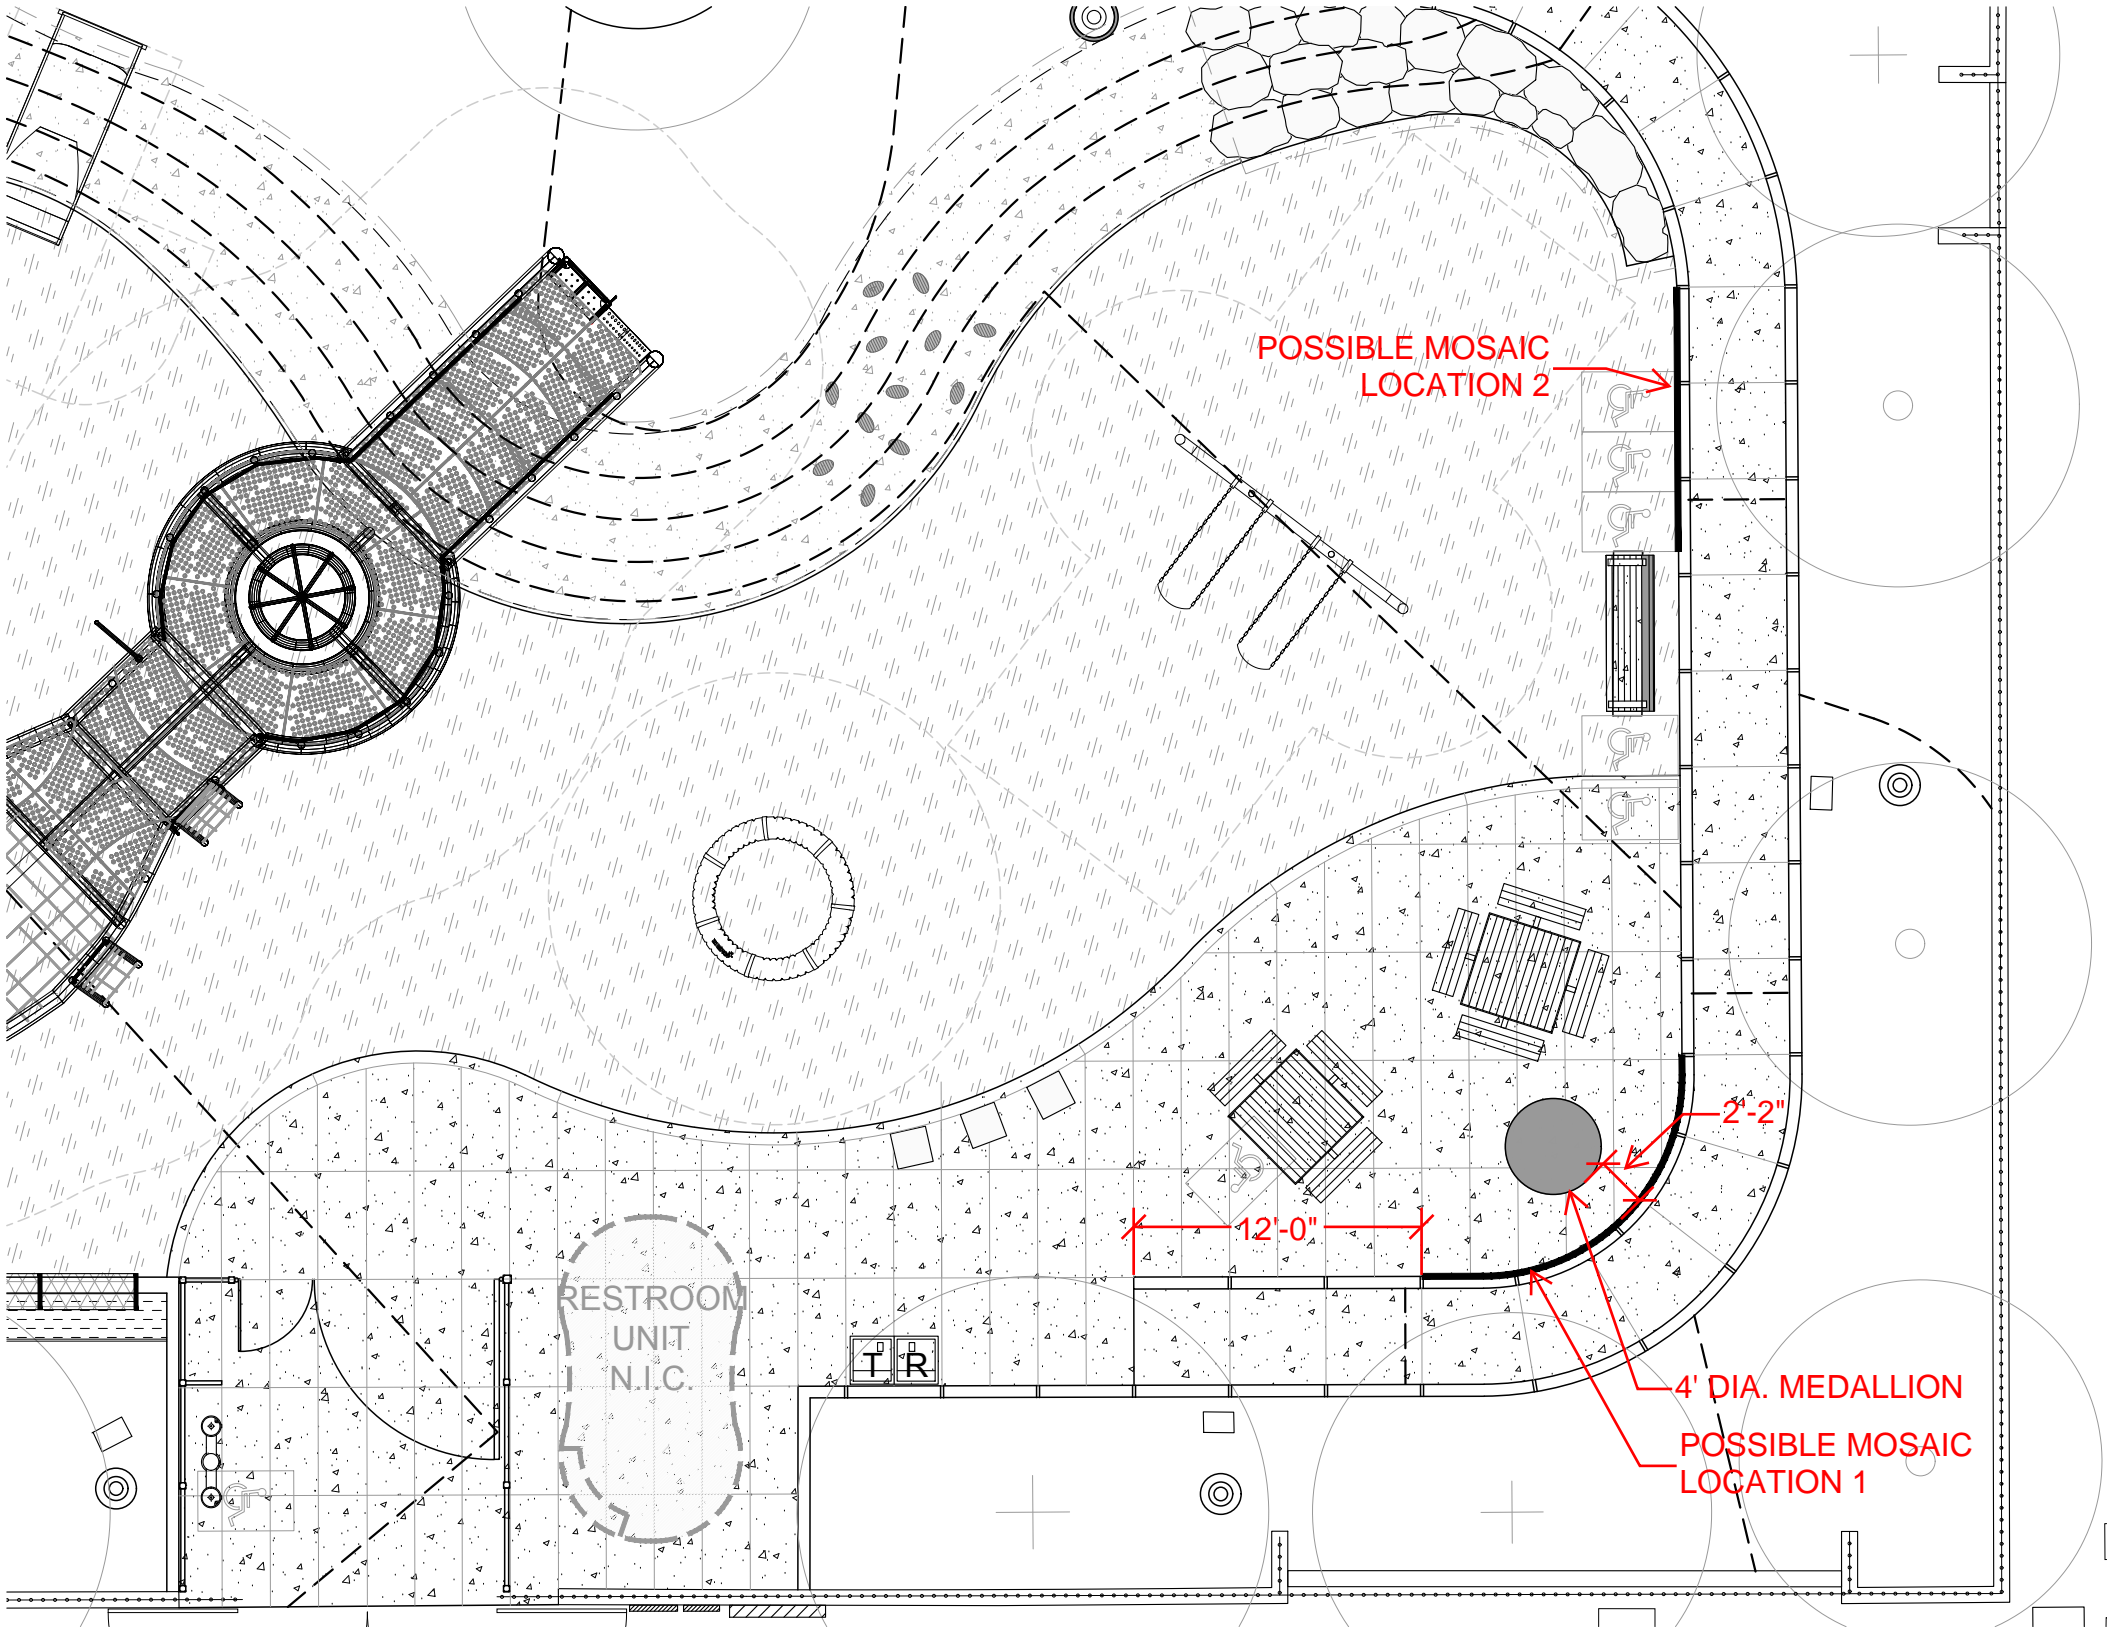 POSSIBLE MOSAIC
LOCATION 2
2'-2"
12'-0"
RESTROOM
UNIT
N.I.C.
T R
4' DIA. MEDALLION
POSSIBLE MOSAIC
LOCATION 1